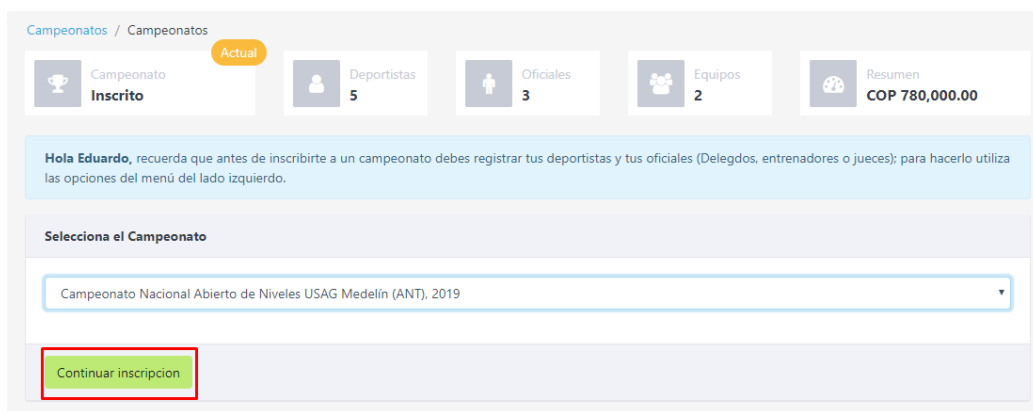 Campeonatos / Campeonatos
Actual
Campeonato
Inscrito
Deportistas
5
Oficiales
3
Equipos
2
Resumen
COP 780,000.00
Hola Eduardo, recuerda que antes de inscribirte a un campeonato debes registrar tus deportistas y tus oficiales (Delegdos, entrenadores o jueces); para hacerlo utiliza
las opciones del menú del lado izquierdo.
Selecciona el Campeonato
Campeonato Nacional Abierto de Niveles USAG Medelín (ANT), 2019
Continuar inscripcion